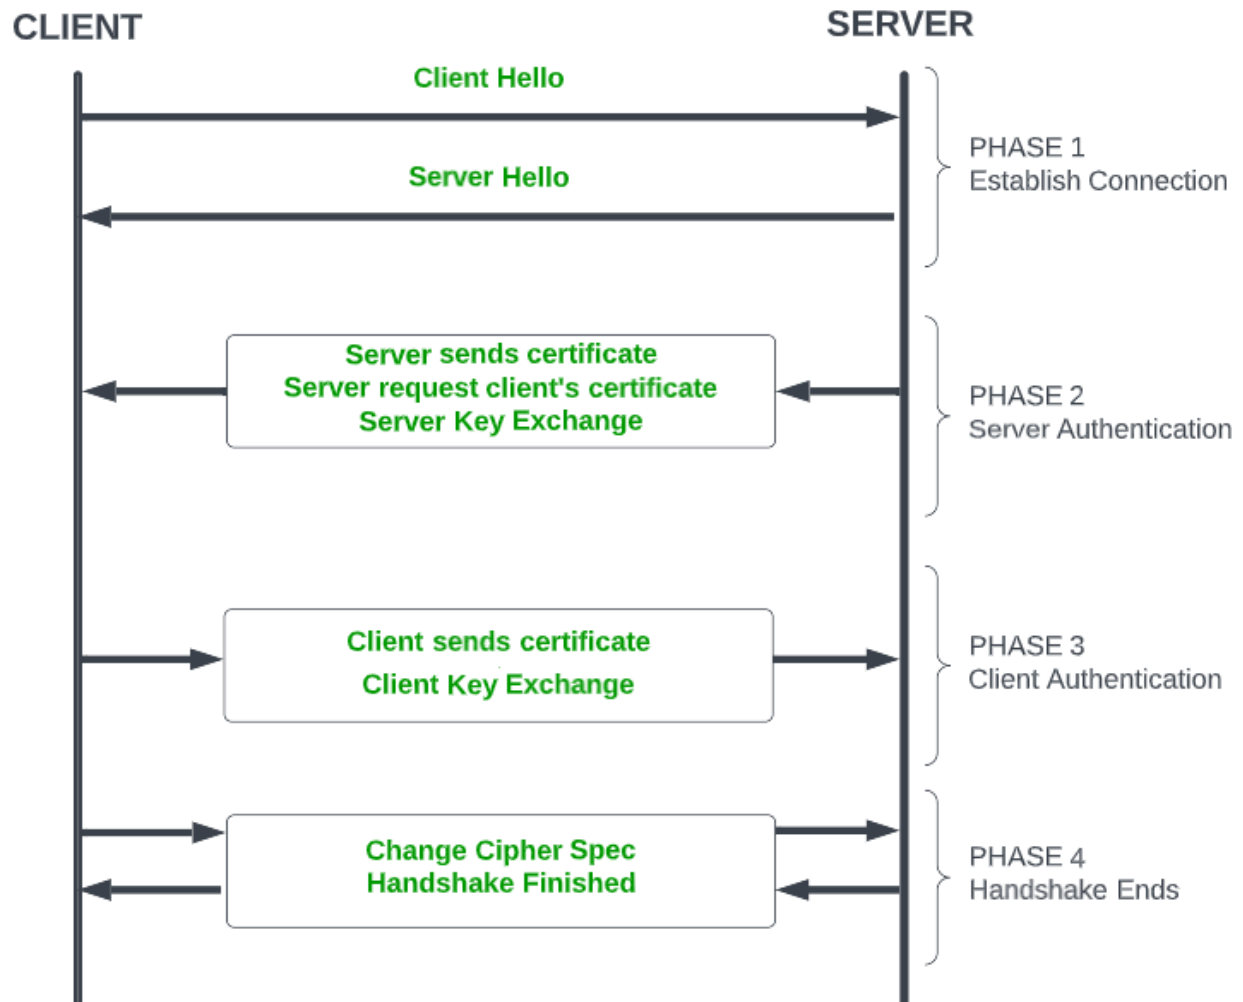 CLIENT
SERVER
Client Hello
Server Hello
PHASE 1
Establish Connection
Server sends certificate
Server request client's certificate
Server Key Exchange
PHASE 2
Server Authentication
Client sends certificate
Client Key Exchange
PHASE 3
Client Authentication
Change Cipher Spec
Handshake Finished
PHASE 4
Handshake Ends